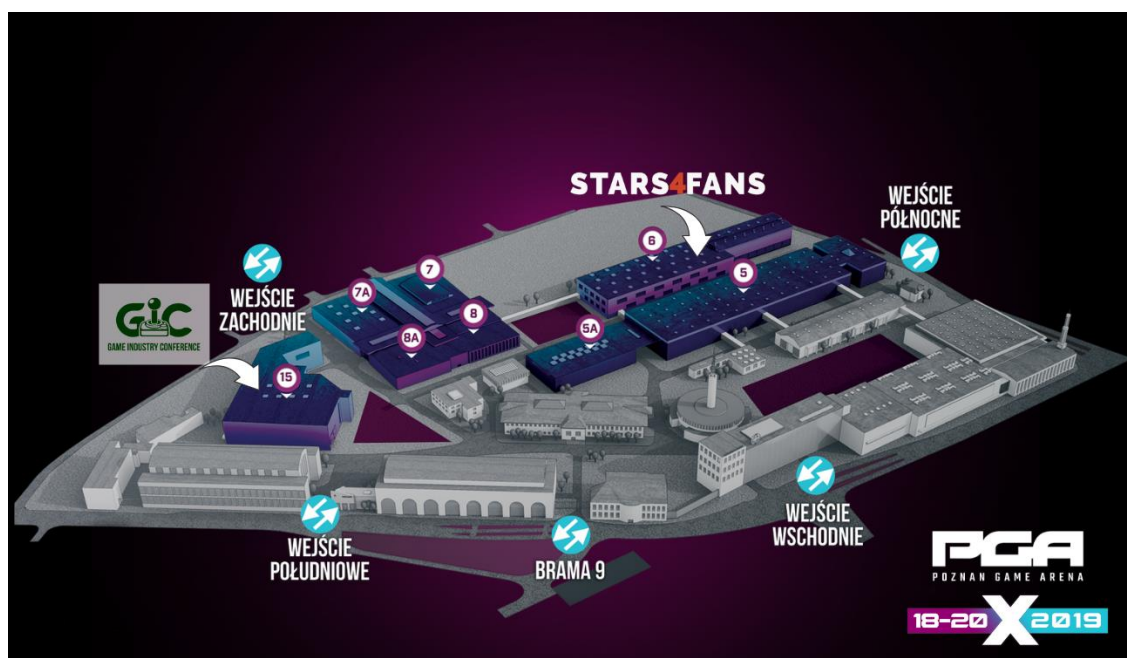 STARS4FANS
WEJŚCIE
PÓŁNOCNE
6
5
7
7A
8
8A
5A
WEJŚCIE
ZACHODNIE
GIC
GAME INDUSTRY CONFERENCE
15
WEJŚCIE
POŁUDNIOWE
BRAMA 9
WEJŚCIE
WSCHODNIE
PGA
POZNAN GAME ARENA
18-20 X 2019